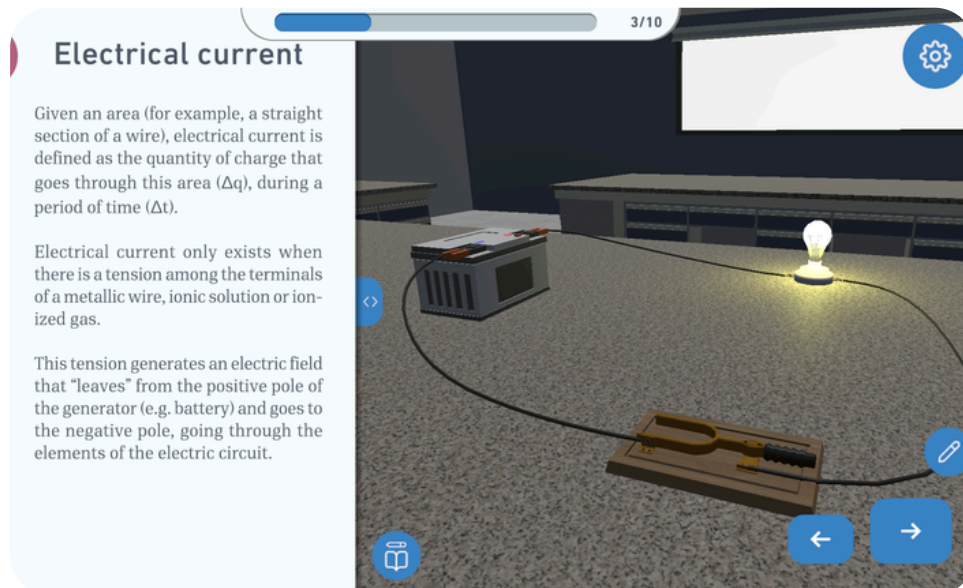 3/10
Electrical current
Given an area (for example, a straight
section of a wire), electrical current is
defined as the quantity of charge that
goes through this area (Δq), during a
period of time (Δt).
Electrical current only exists when
there is a tension among the terminals
of a metallic wire, ionic solution or ion-
ized gas.
This tension generates an electric field
that “leaves” from the positive pole of
the generator (e.g. battery) and goes to
the negative pole, going through the
elements of the electric circuit.